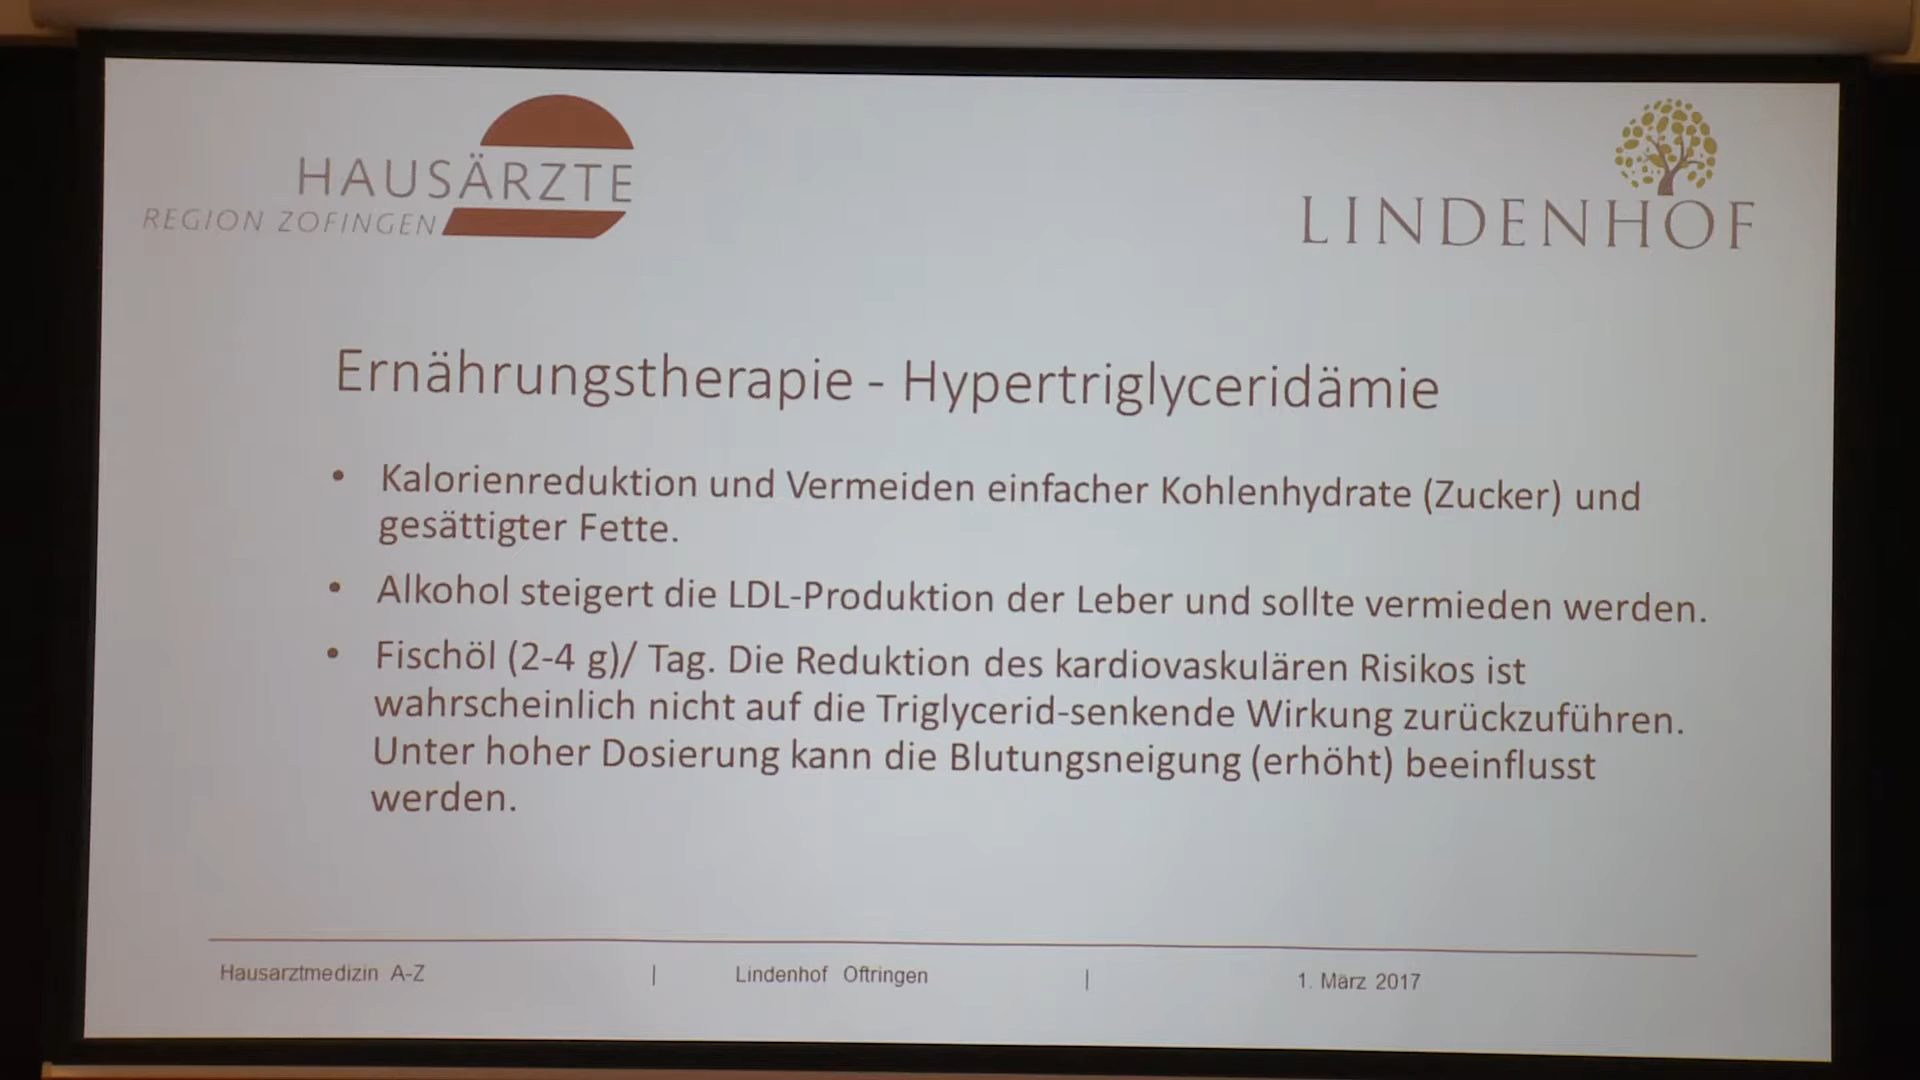 HAUSÄRZTE
REGION ZOFINGEN
LINDENHOF
Ernährungstherapie - Hypertriglyceridämie
• Kalorienreduktion und Vermeiden einfacher Kohlenhydrate (Zucker) und
gesättigter Fette.
• Alkohol steigert die LDL-Produktion der Leber und sollte vermieden werden.
• Fischöl (2-4 g)/ Tag. Die Reduktion des kardiovaskulären Risikos ist
wahrscheinlich nicht auf die Triglycerid-senkende Wirkung zurückzuführen.
Unter hoher Dosierung kann die Blutungsneigung (erhöht) beeinflusst
werden.
Hausarztmedizin A-Z | Lindenhof Oftringen | 1. März 2017